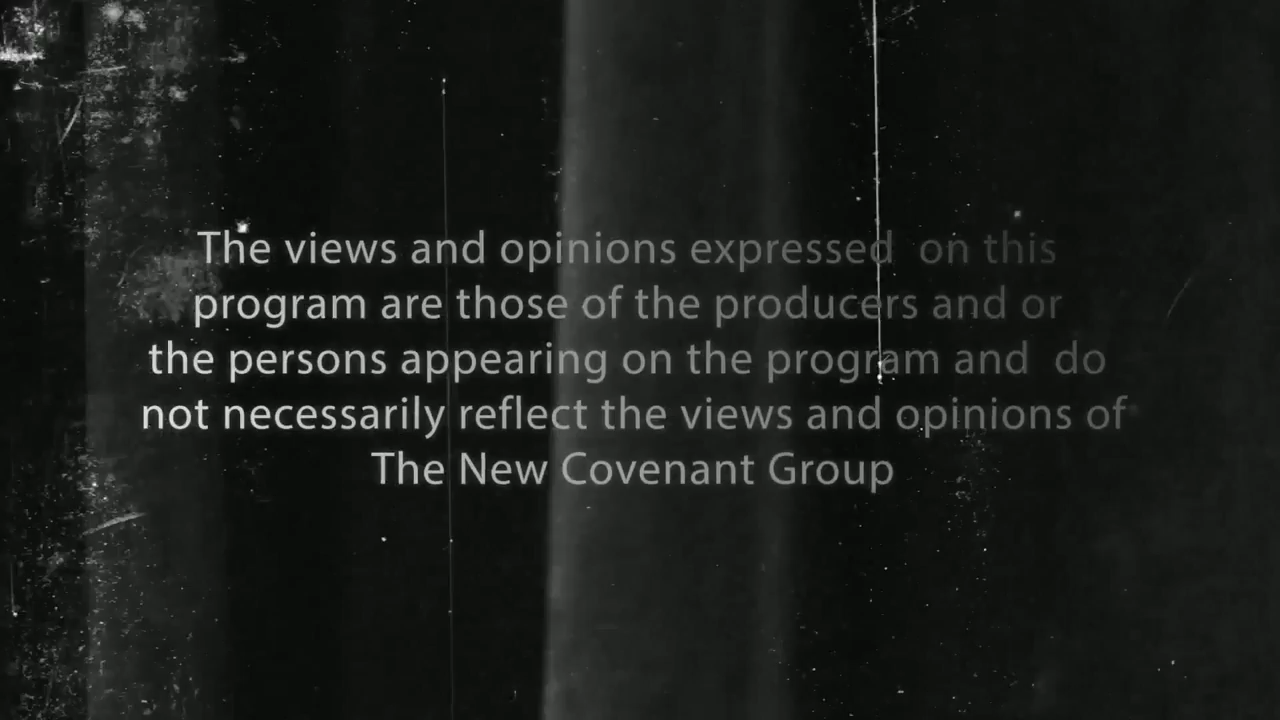 The views and opinions expressed  on this
program are those of the producers and or
the persons appearing on the program and  do
not necessarily reflect the views and opinions of
The New Covenant Group